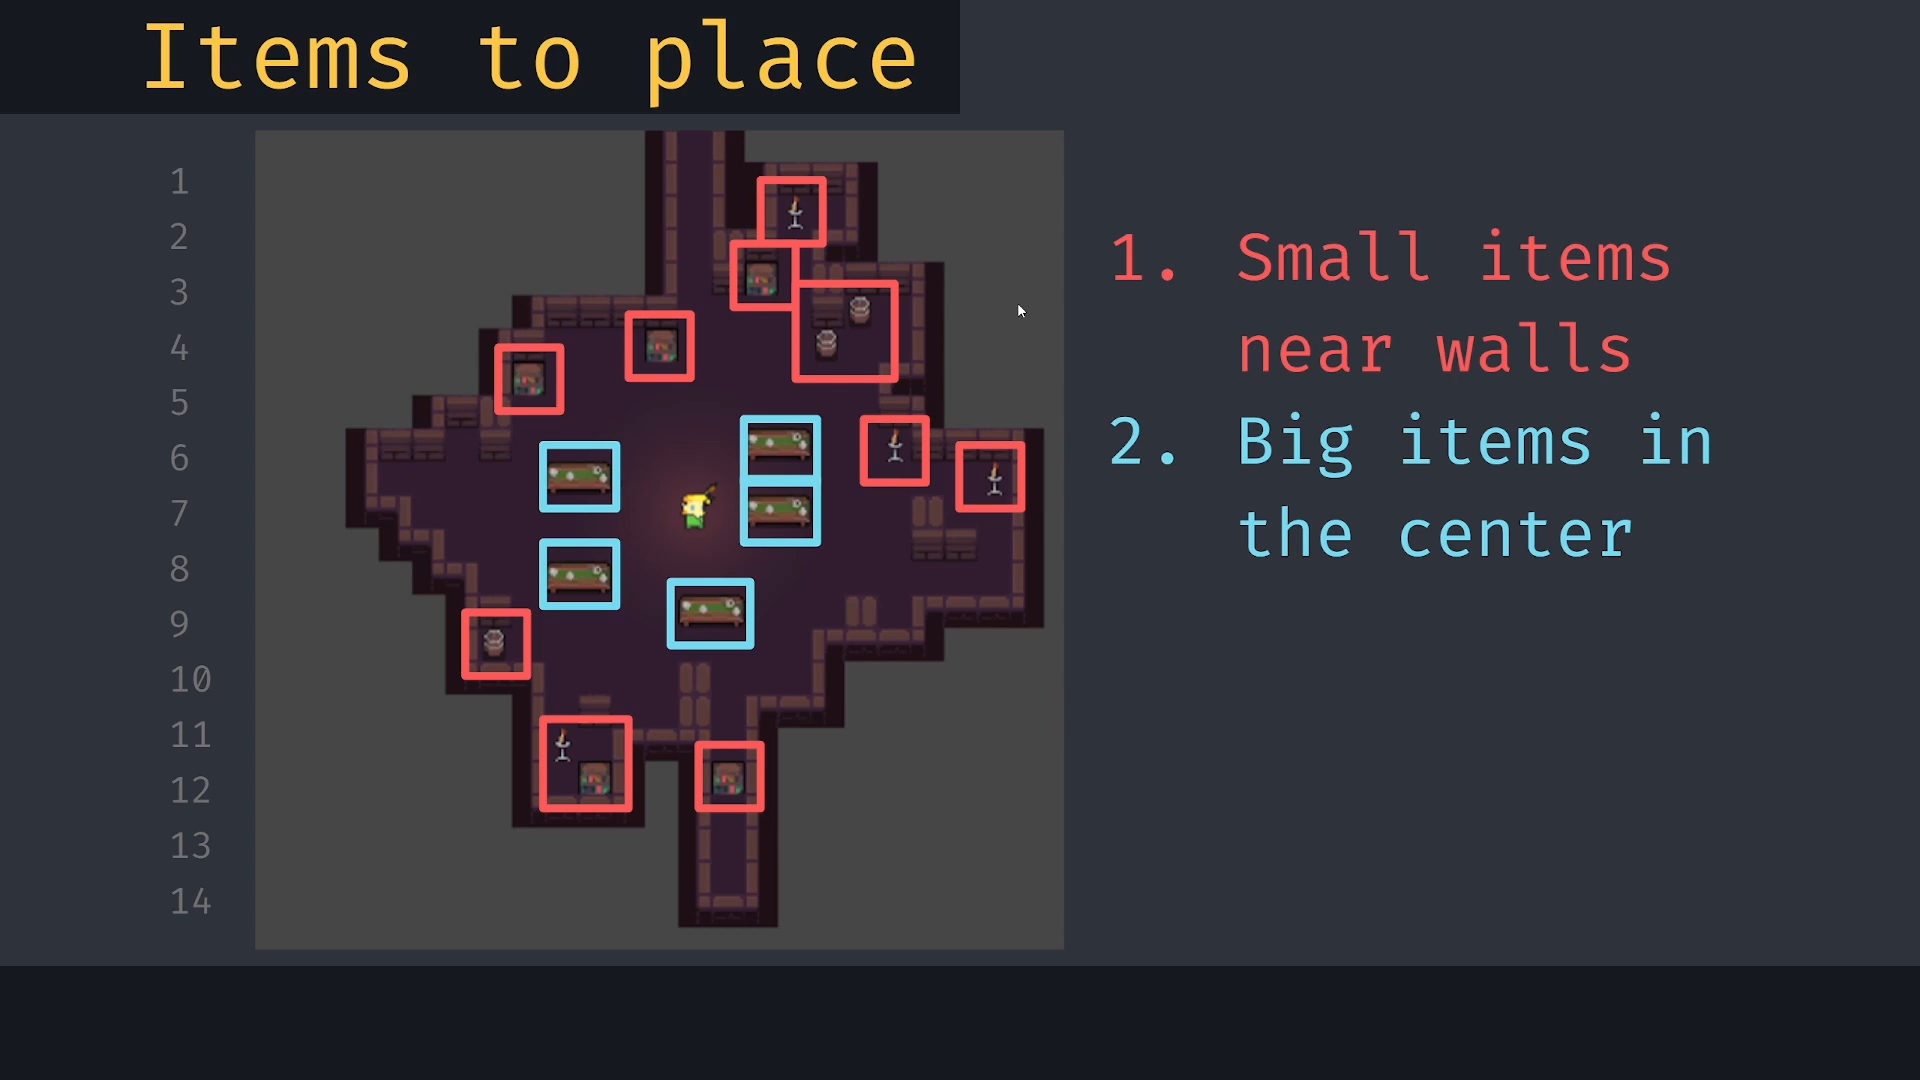 Items to place
1
2
3
4
5
6
7
8
9
10
11
12
13
14
1. Small items
near walls
2. Big items in
the center